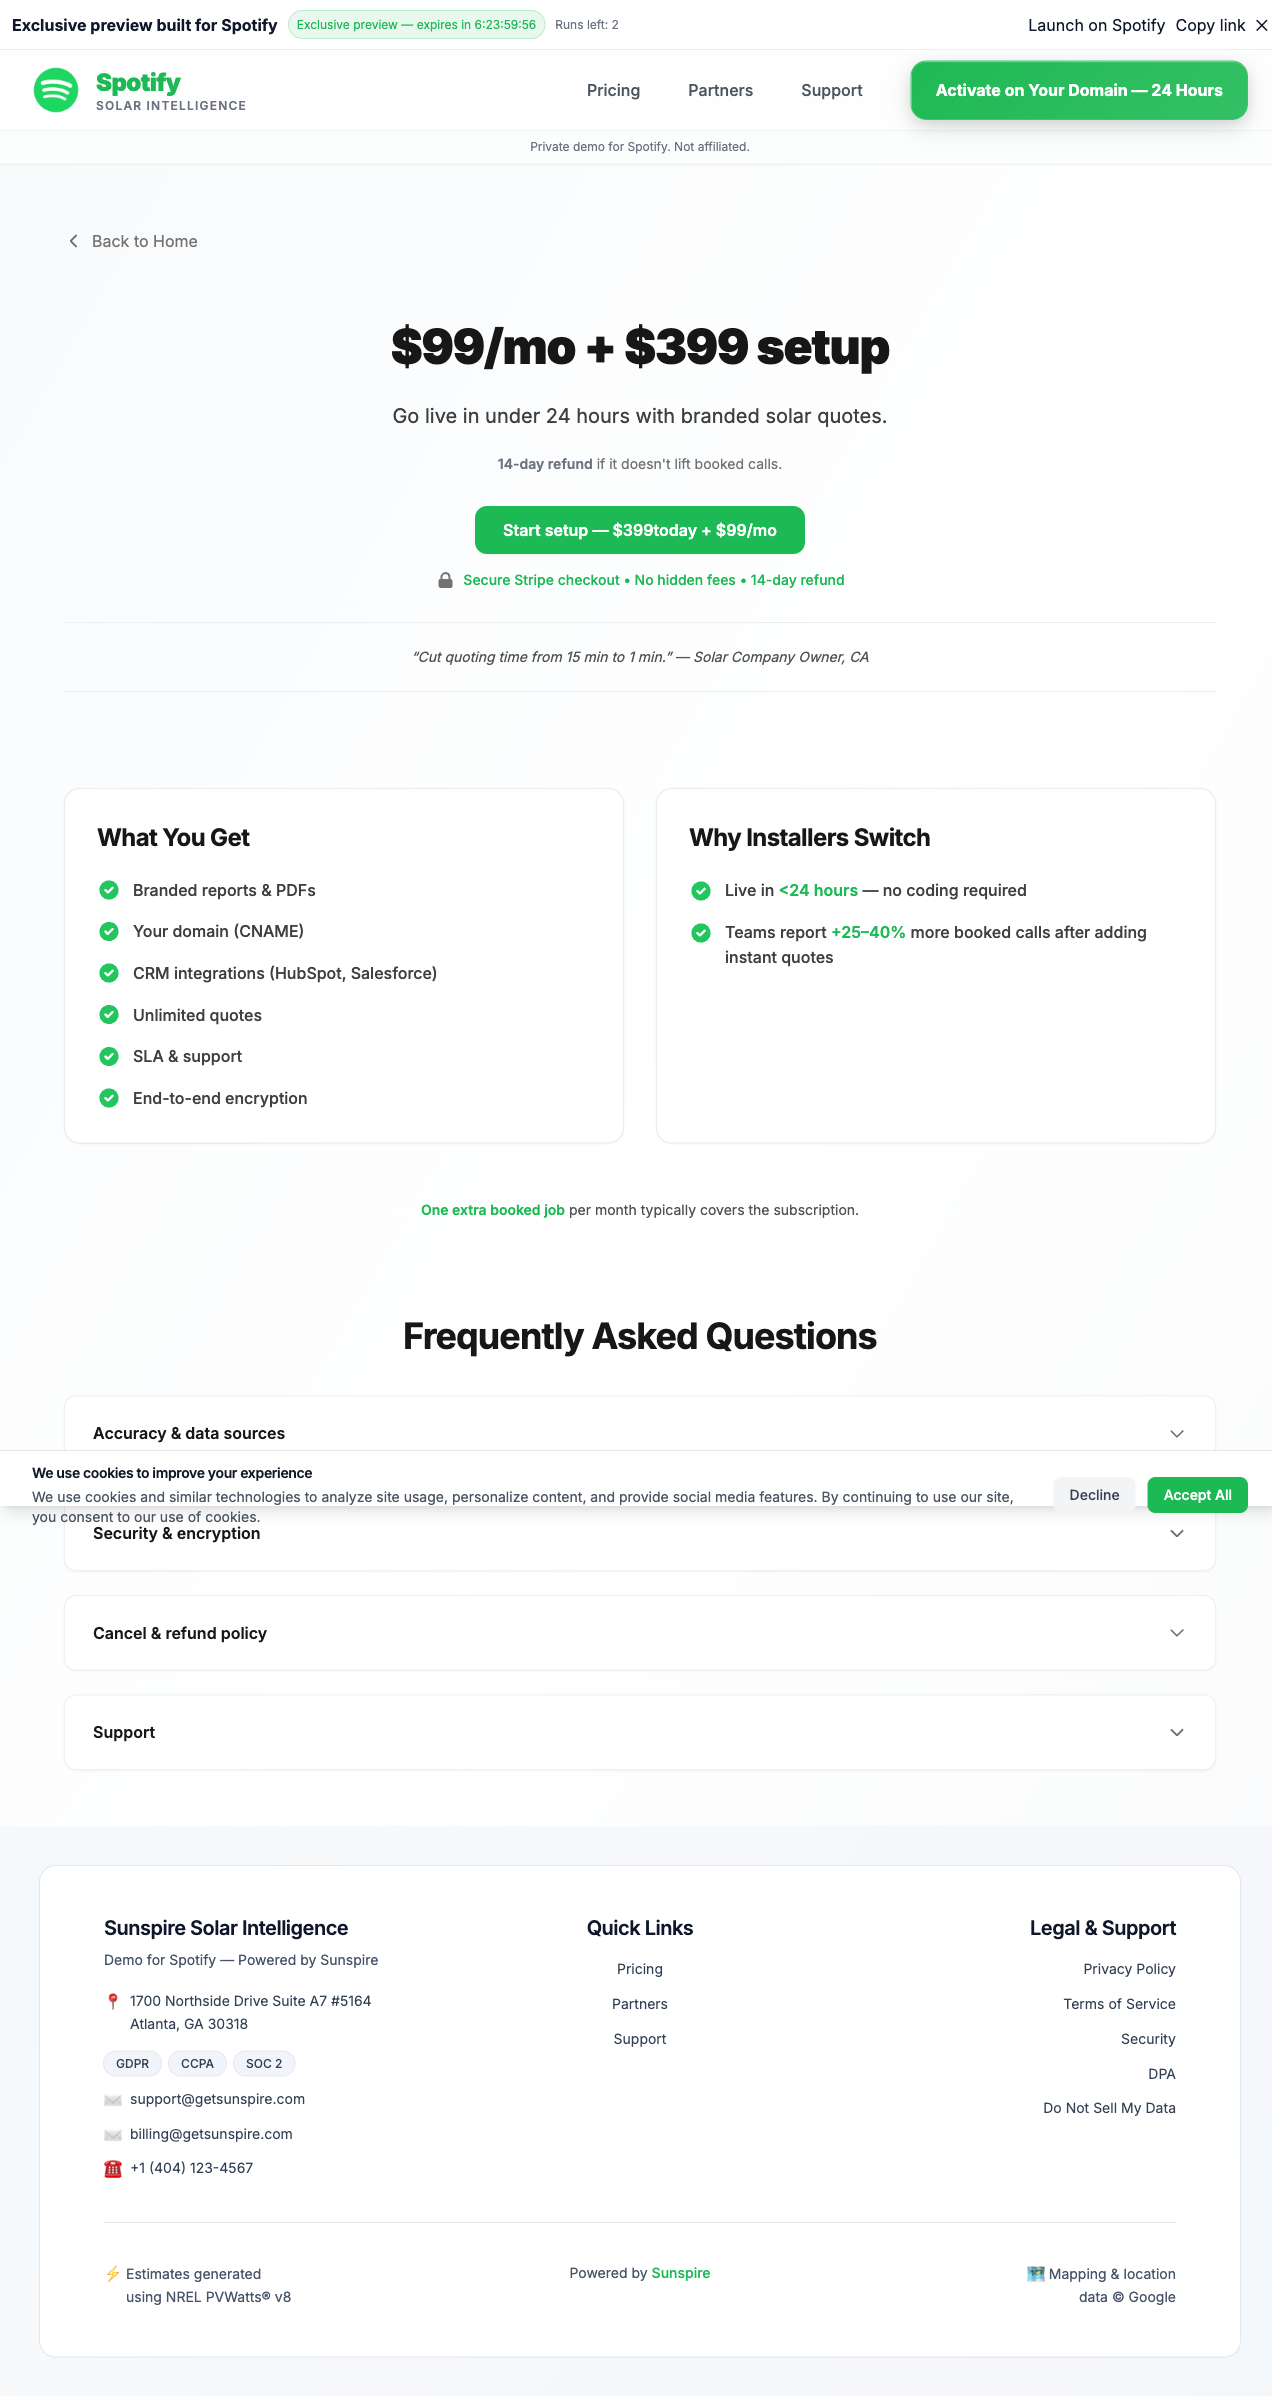 Exclusive preview built for Spotify
Exclusive preview — expires in 6:23:59:56
Runs left: 2
Launch on Spotify
Copy link
Spotify
SOLAR INTELLIGENCE
Pricing
Partners
Support
Activate on Your Domain — 24 Hours
Private demo for Spotify. Not affiliated.
Back to Home
$99/mo + $399 setup
Go live in under 24 hours with branded solar quotes.
14-day refund if it doesn't lift booked calls.
Start setup — $399today + $99/mo
Secure Stripe checkout • No hidden fees • 14-day refund
“Cut quoting time from 15 min to 1 min.” — Solar Company Owner, CA
What You Get
Branded reports & PDFs
Your domain (CNAME)
CRM integrations (HubSpot, Salesforce)
Unlimited quotes
SLA & support
End-to-end encryption
Why Installers Switch
Live in <24 hours — no coding required
Teams report +25–40% more booked calls after adding
instant quotes
One extra booked job per month typically covers the subscription.
Frequently Asked Questions
Accuracy & data sources
We use cookies to improve your experience
We use cookies and similar technologies to analyze site usage, personalize content, and provide social media features. By continuing to use our site,
you consent to our use of cookies.
Decline
Accept All
Security & encryption
Cancel & refund policy
Support
Sunspire Solar Intelligence
Demo for Spotify — Powered by Sunspire
1700 Northside Drive Suite A7 #5164
Atlanta, GA 30318
GDPR
CCPA
SOC 2
support@getsunspire.com
billing@getsunspire.com
+1 (404) 123-4567
Quick Links
Pricing
Partners
Support
Legal & Support
Privacy Policy
Terms of Service
Security
DPA
Do Not Sell My Data
Estimates generated
using NREL PVWatts® v8
Powered by Sunspire
Mapping & location
data © Google